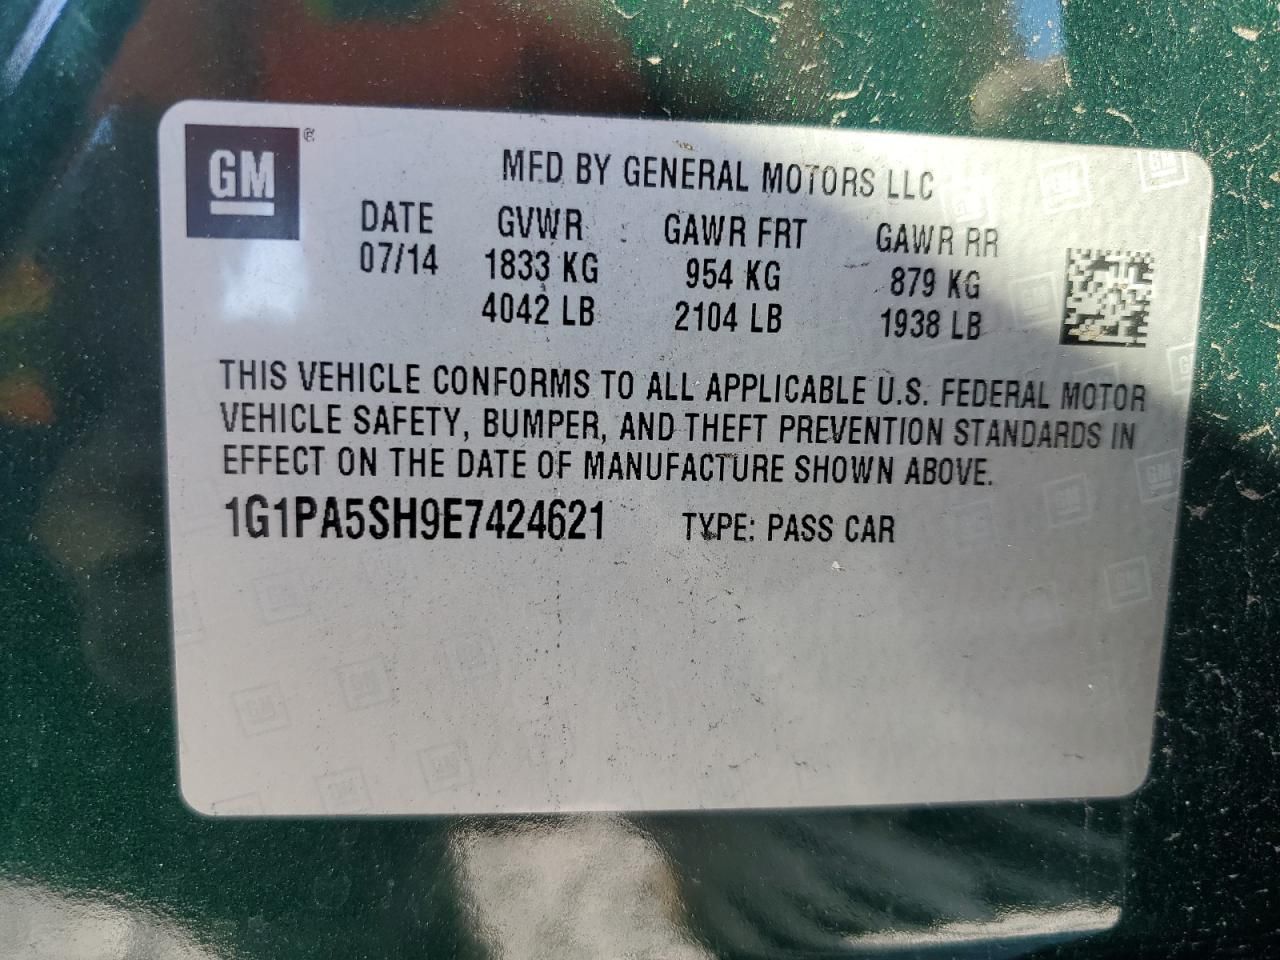 GM ®
MFD BY GENERAL MOTORS LLC
DATE GVWR GAWR FRT GAWR RR
07/14 1833 KG 954 KG 879 KG
4042 LB 2104 LB 1938 LB
THIS VEHICLE CONFORMS TO ALL APPLICABLE U.S. FEDERAL MOTOR
VEHICLE SAFETY, BUMPER, AND THEFT PREVENTION STANDARDS IN
EFFECT ON THE DATE OF MANUFACTURE SHOWN ABOVE.
1G1PA5SH9E7424621 TYPE: PASS CAR